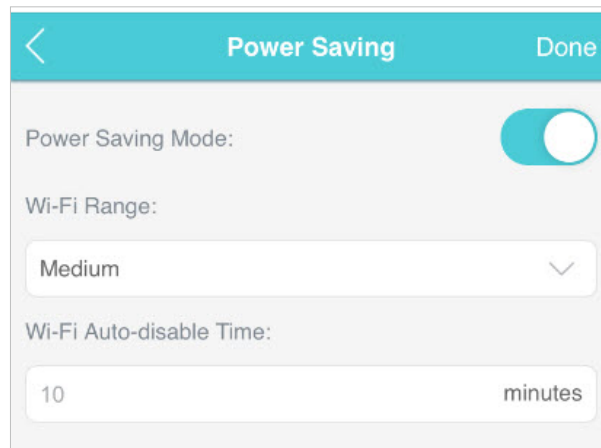 Power Saving Done
Power Saving Mode:
Wi-Fi Range:
Medium
Wi-Fi Auto-disable Time:
10 minutes